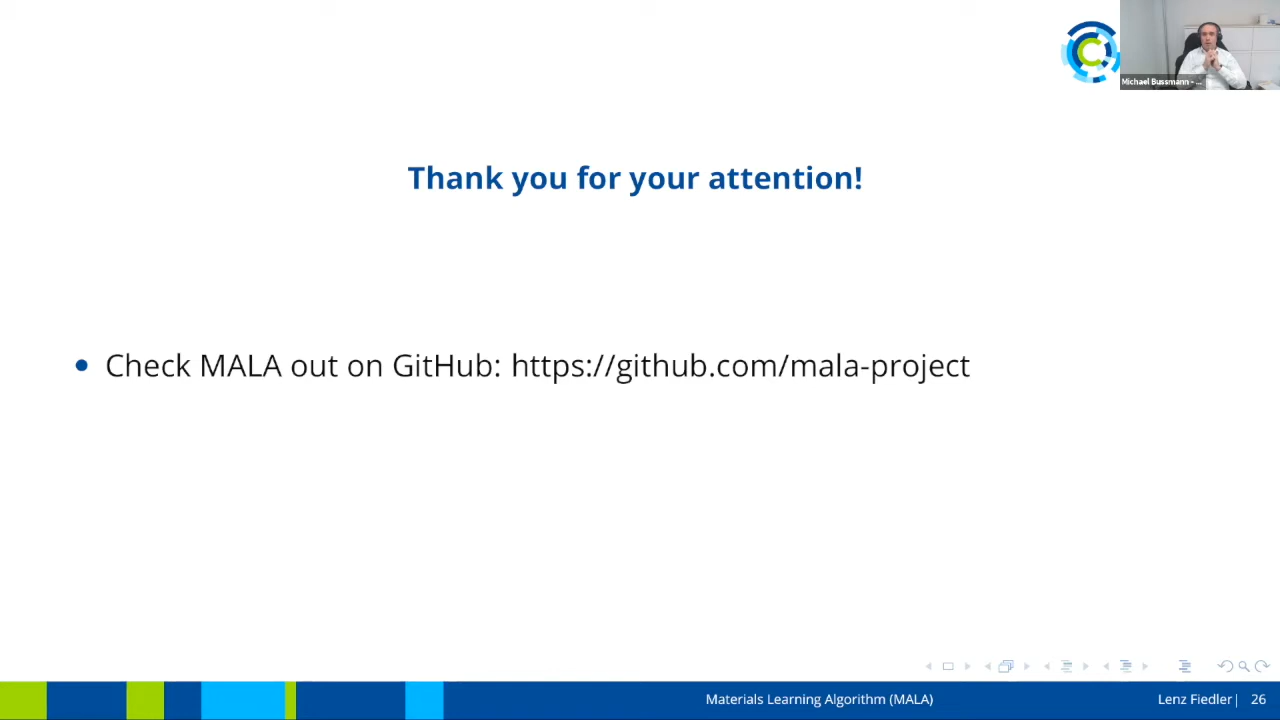 Michael Bussmann - ...
Thank you for your attention!
• Check MALA out on GitHub: https://github.com/mala-project
Materials Learning Algorithm (MALA)
Lenz Fiedler| 26